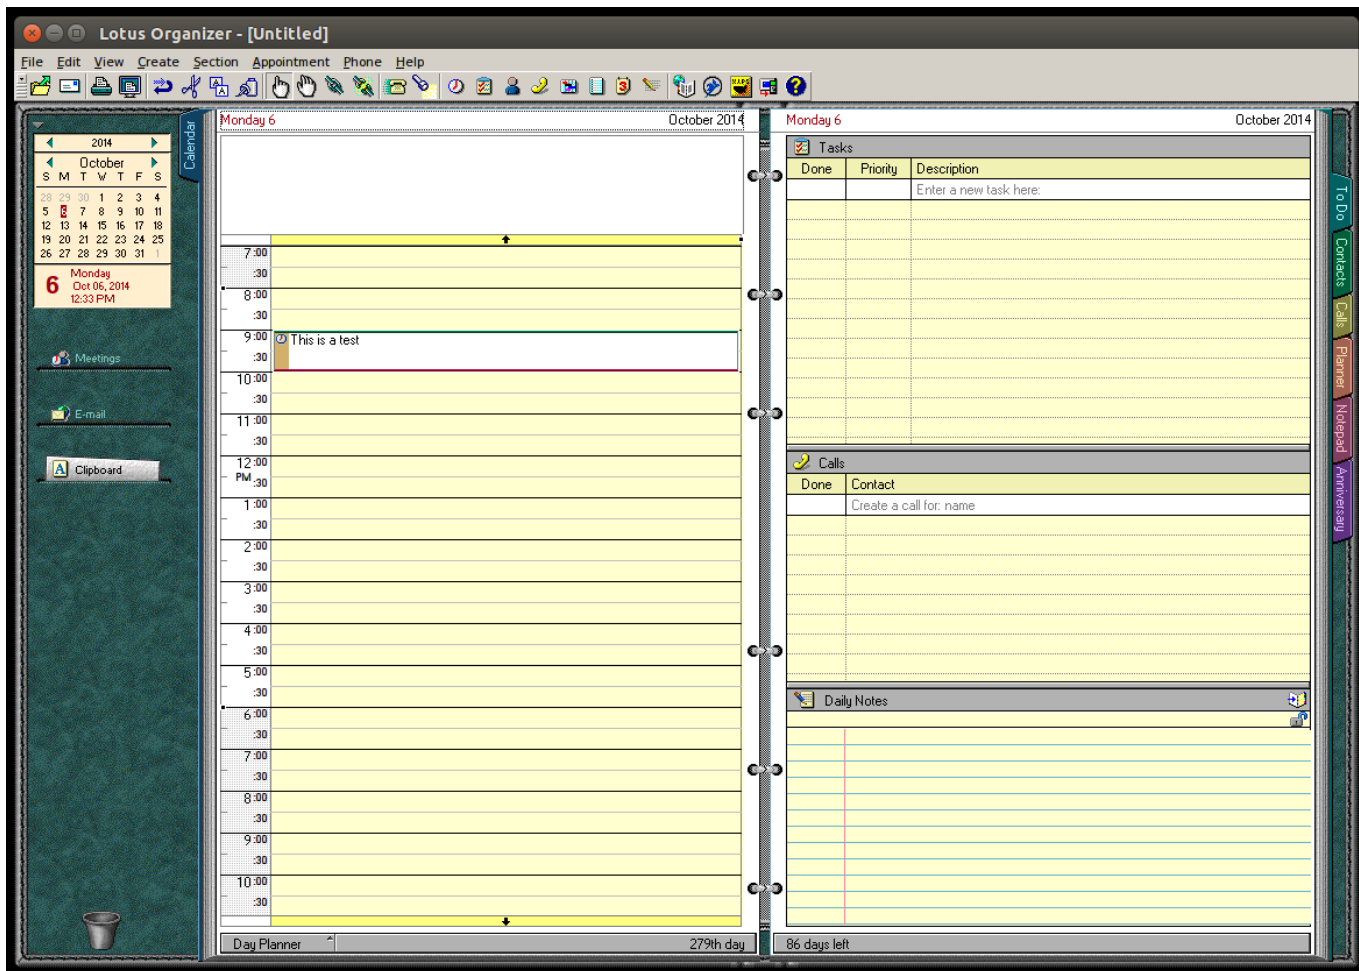 Lotus Organizer - [Untitled]
File Edit View Create Section Appointment Phone Help
Calendar
2014
October
S M T W T F S
28 29 30 1 2 3 4
5 6 7 8 9 10 11
12 13 14 15 16 17 18
19 20 21 22 23 24 25
26 27 28 29 30 31 1
6
Monday
Oct 06, 2014
12:33 PM
Meetings
E-mail
A Clipboard
Monday 6 October 2014
7:00
:30
8:00
:30
9:00 This is a test
:30
10:00
:30
11:00
:30
12:00
PM :30
1:00
:30
2:00
:30
3:00
:30
4:00
:30
5:00
:30
6:00
:30
7:00
:30
8:00
:30
9:00
:30
10:00
:30
Day Planner 279th day
Monday 6 October 2014
Tasks
Done Priority Description
Enter a new task here:
Calls
Done Contact
Create a call for: name
Daily Notes
86 days left
To Do
Contacts
Calls
Planner
Notepad
Anniversary